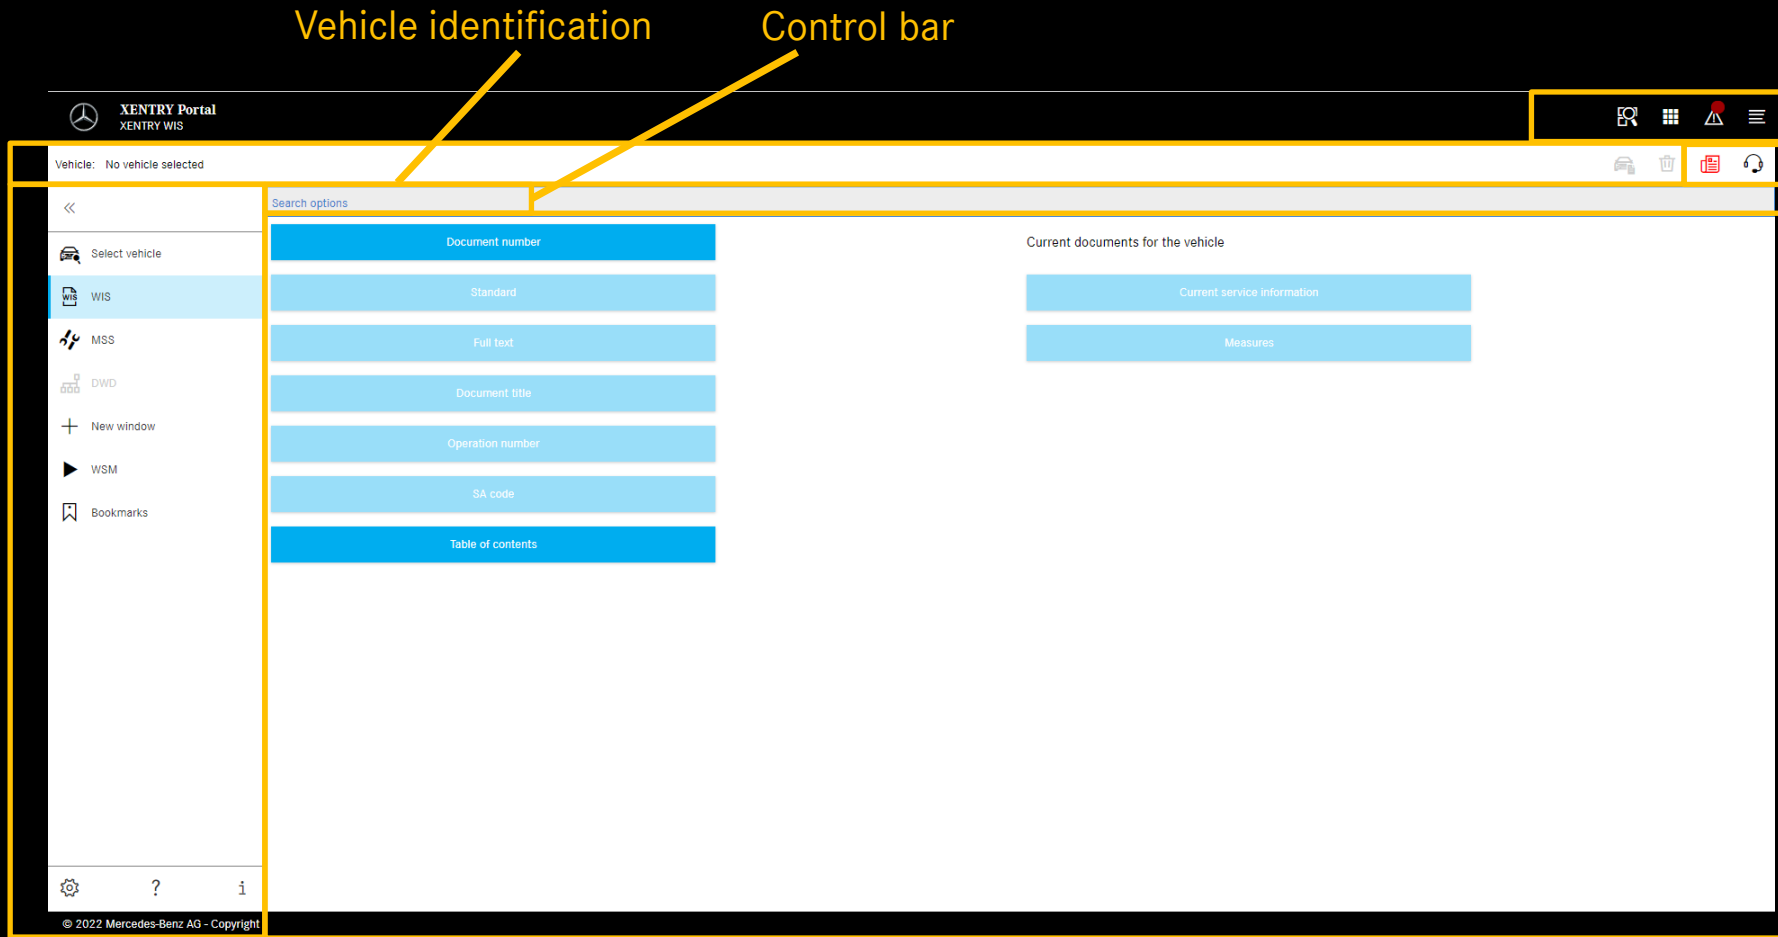 Vehicle identification
Control bar
XENTRY Portal
XENTRY WIS
Vehicle: No vehicle selected
Search options
Select vehicle
WIS
WIS
MSS
DWD
New window
WSM
Bookmarks
Document number
Standard
Full text
Document title
Operation number
SA code
Table of contents
Current documents for the vehicle
Current service information
Measures
? i
© 2022 Mercedes-Benz AG - Copyright